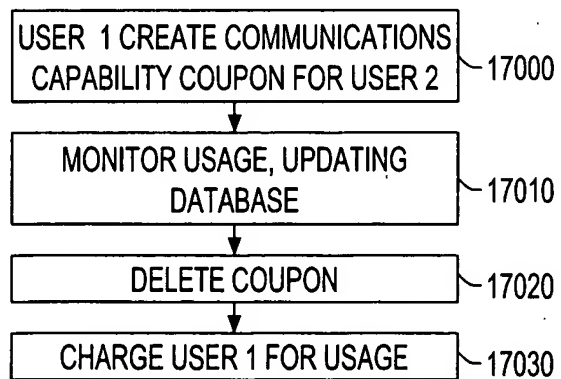 USER 1 CREATE COMMUNICATIONS
CAPABILITY COUPON FOR USER 2
17000
MONITOR USAGE, UPDATING
DATABASE
17010
DELETE COUPON
17020
CHARGE USER 1 FOR USAGE
17030